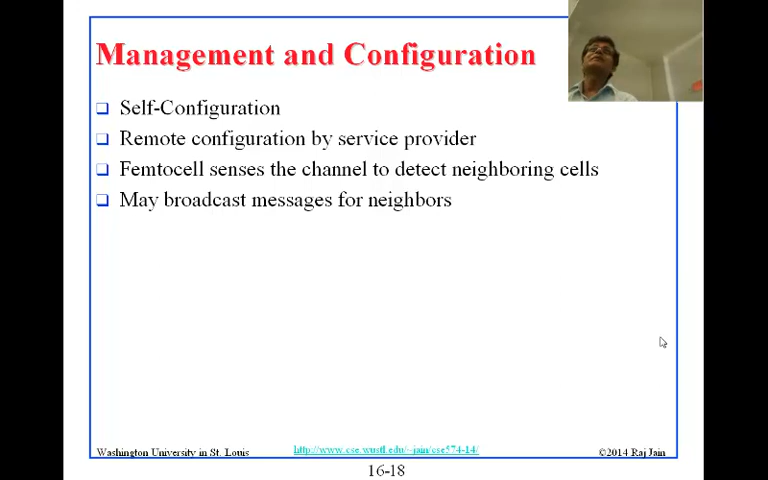 Management and Configuration
Self-Configuration
Remote configuration by service provider
Femtocell senses the channel to detect neighboring cells
May broadcast messages for neighbors
Washington University in St. Louis
http://www.cse.wustl.edu/~jain/cse574-14/
©2014 Raj Jain
16-18